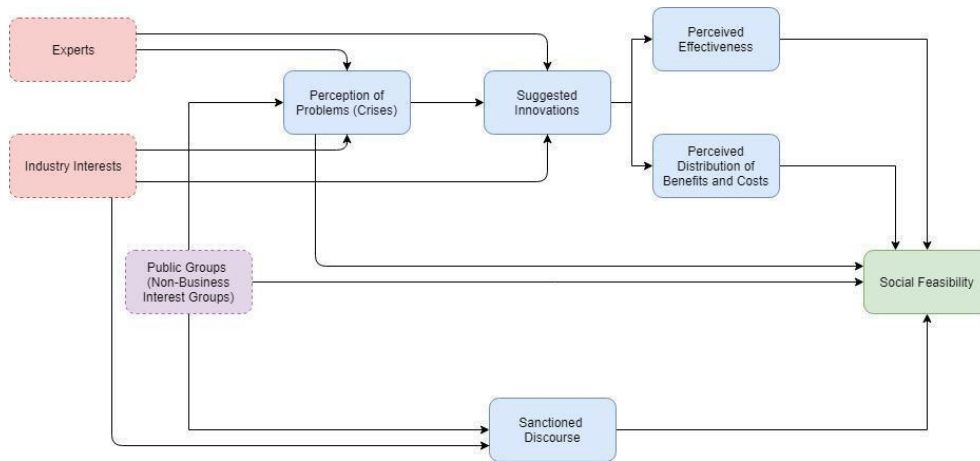 Experts
Perceived
Effectiveness
Perception of
Problems (Crises)
Suggested
Innovations
Industry Interests
Perceived
Distribution of
Benefits and Costs
Public Groups
(Non-Business
Interest Groups)
Social Feasibility
Sanctioned
Discourse